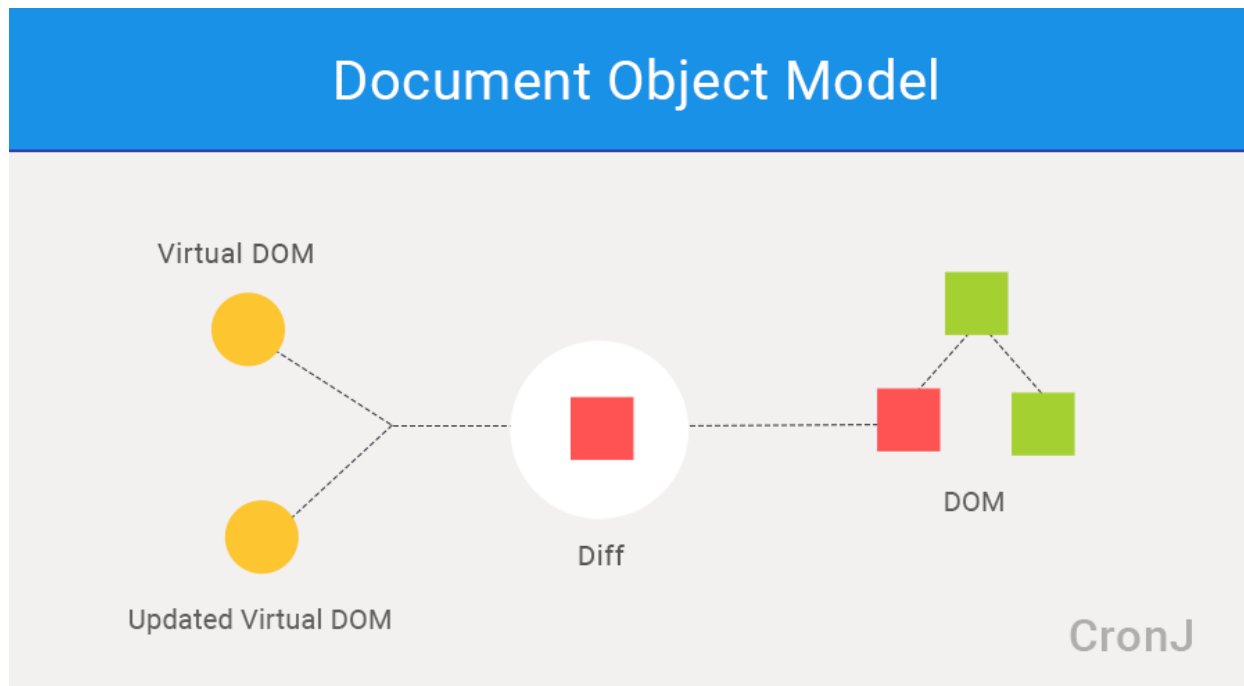 Document Object Model
Virtual DOM
Updated Virtual DOM
Diff
DOM
CronJ